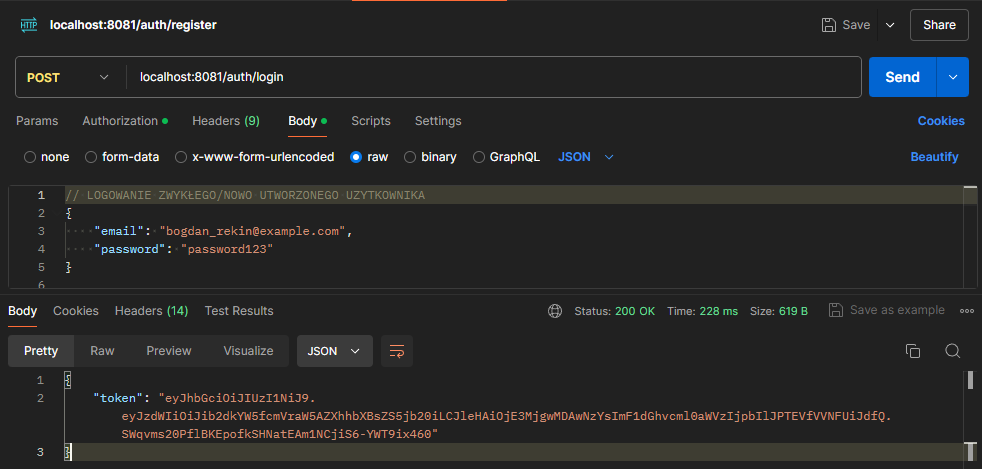 HTTP localhost:8081/auth/register Save Share
POST localhost:8081/auth/login Send
Params Authorization Headers (9) Body Scripts Settings Cookies
none form-data x-www-form-urlencoded raw binary GraphQL JSON Beautify
1 // LOGOWANIE ZWYKŁEGO/NOWO UTWORZONEGO UZYTKOWNIKA
2 {
3 ····"email":·"bogdan_rekin@example.com",
4 ····"password":·"password123"
5 }
6
Body Cookies Headers (14) Test Results Status: 200 OK Time: 228 ms Size: 619 B Save as example
Pretty Raw Preview Visualize JSON
1 {
2 "token": "eyJhbGciOiJIUzI1NiJ9.
eyJzdWIiOiJib2dkYW5fcmVraW5AZXhhbXBsZS5jb20iLCJleHAiOjE3MjgwMDAwNzYsImF1dGhvcml0aWVzIjpbIlJPTEVfVVNFUiJdfQ.
SWqvms20PflBKEpofkSHNatEAm1NCjiS6-YWT9ix460"
3 }